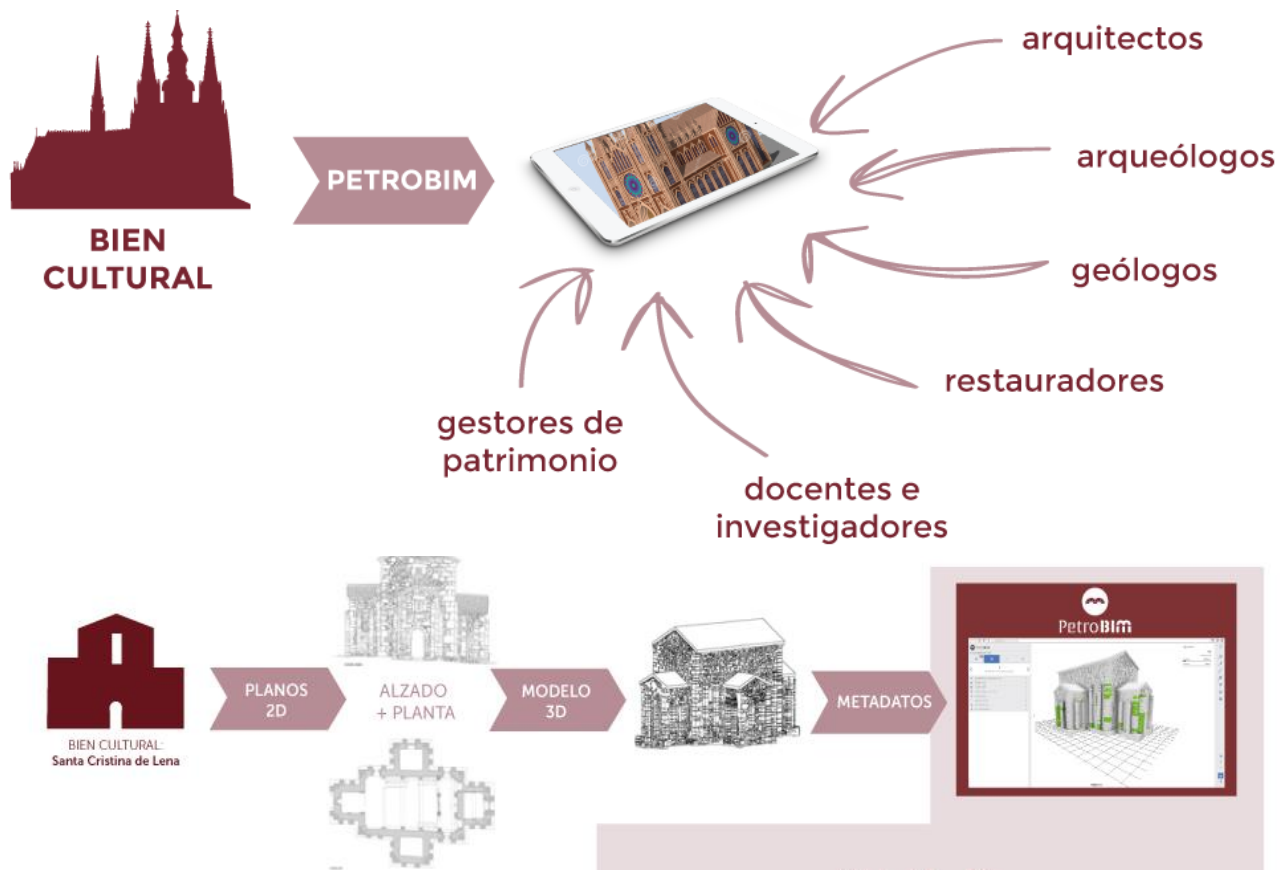 arquitectos
PETROBIM
arqueólogos
BIEN
CULTURAL
geólogos
restauradores
gestores de
patrimonio
docentes e
investigadores
PetroBIM
PLANOS
2D
ALZADO
+ PLANTA
MODELO
3D
METADATOS
BIEN CULTURAL:
Santa Cristina de Lena